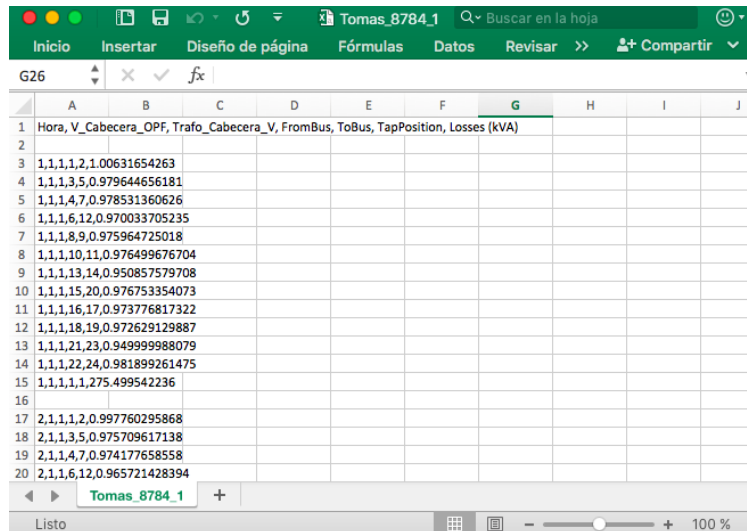 Tomas_8784_1 Buscar en la hoja
Inicio Insertar Diseño de página Fórmulas Datos Revisar >> Compartir
G26 fx
A B C D E F G H I J
1 Hora, V_Cabecera_OPF, Trafo_Cabecera_V, FromBus, ToBus, TapPosition, Losses (kVA)
2
3 1,1,1,1,2,1.00631654263
4 1,1,1,3,5,0.979644656181
5 1,1,1,4,7,0.978531360626
6 1,1,1,6,12,0.970033705235
7 1,1,1,8,9,0.975964725018
8 1,1,1,10,11,0.976499676704
9 1,1,1,13,14,0.950857579708
10 1,1,1,15,20,0.976753354073
11 1,1,1,16,17,0.973776817322
12 1,1,1,18,19,0.972629129887
13 1,1,1,21,23,0.949999988079
14 1,1,1,22,24,0.981899261475
15 1,1,1,1,1,275.499542236
16
17 2,1,1,1,2,0.997760295868
18 2,1,1,3,5,0.975709617138
19 2,1,1,4,7,0.974177658558
20 2,1,1,6,12,0.965721428394
Tomas_8784_1 +
Listo 100 %